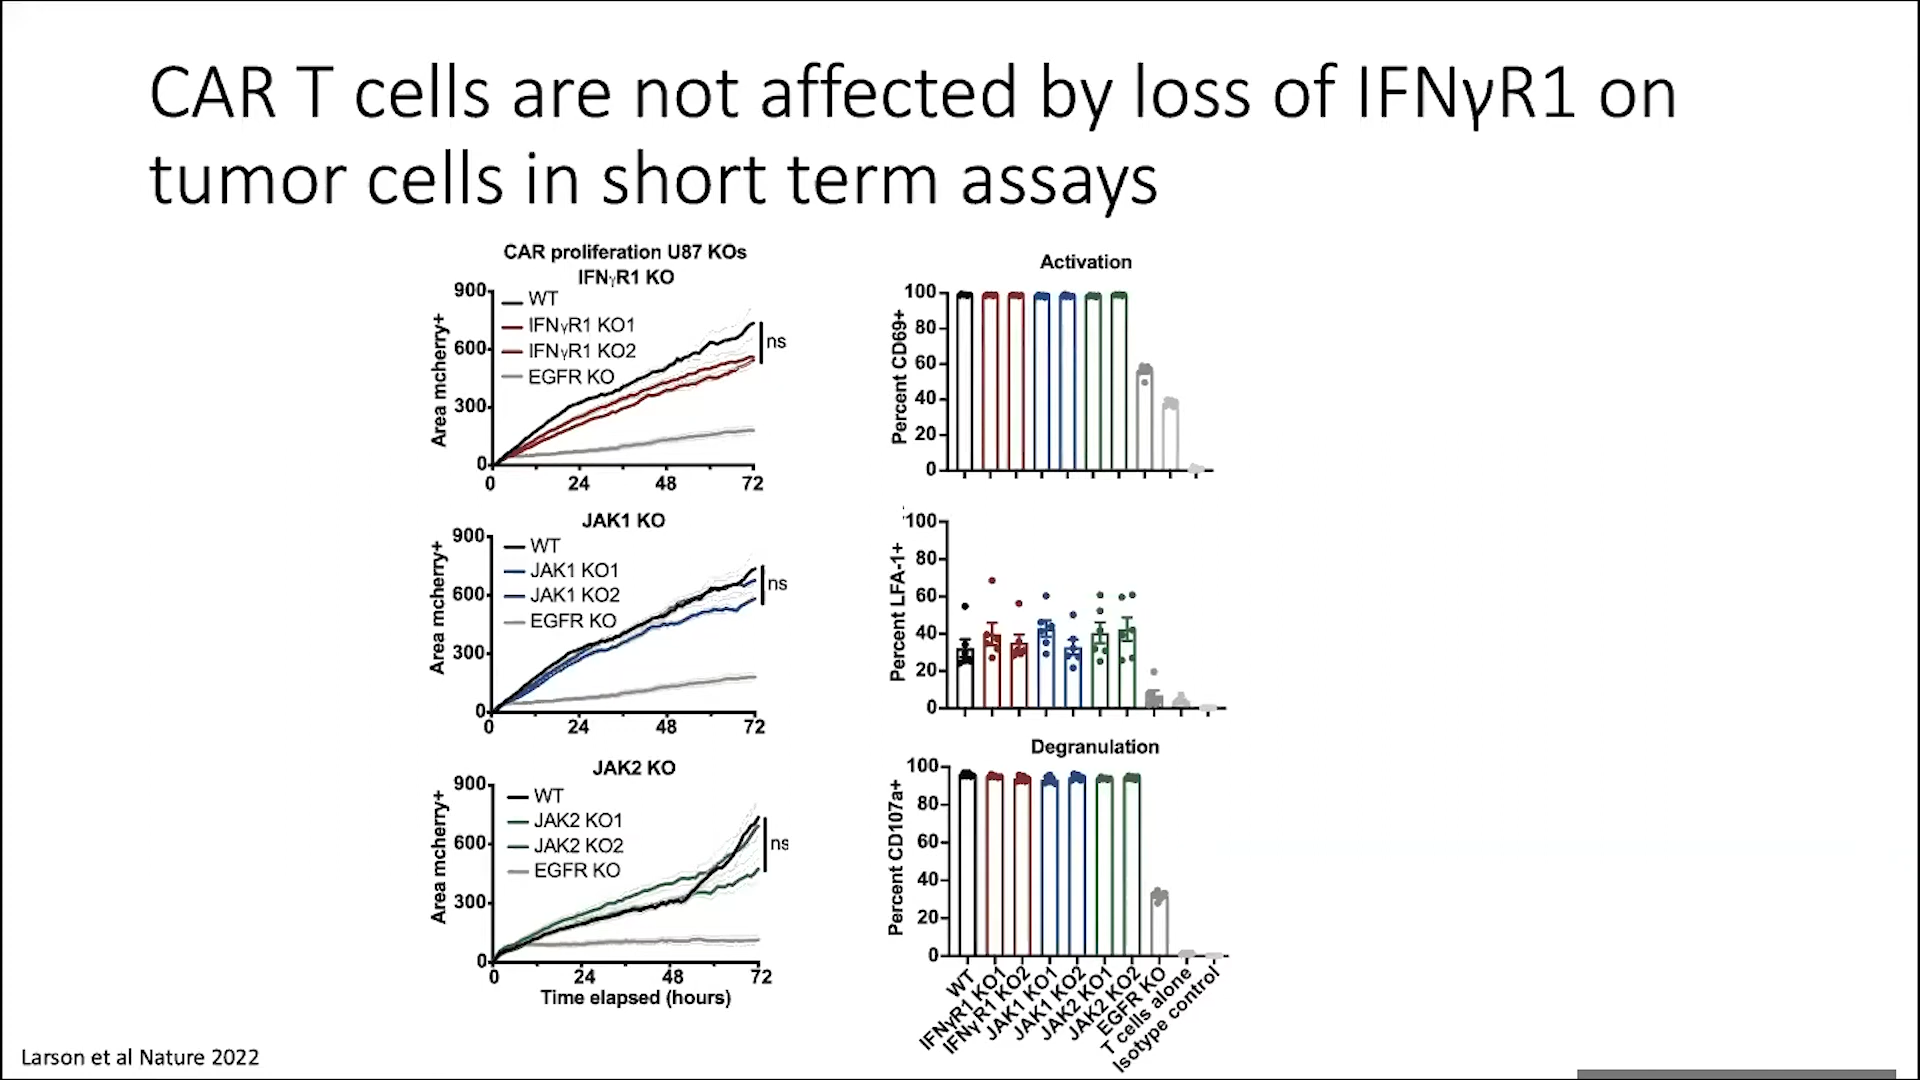 CAR T cells are not affected by loss of IFNγR1 on
tumor cells in short term assays
CAR proliferation U87 KOs
IFNγR1 KO
900
600
300
0
Area mcherry+
WT
IFNγR1 KO1
IFNγR1 KO2
EGFR KO
ns
0 24 48 72
JAK1 KO
900
600
300
0
Area mcherry+
WT
JAK1 KO1
JAK1 KO2
EGFR KO
ns
0 24 48 72
JAK2 KO
900
600
300
0
Area mcherry+
WT
JAK2 KO1
JAK2 KO2
EGFR KO
ns
0 24 48 72
Time elapsed (hours)
Activation
100
80
60
40
20
0
Percent CD69+
100
80
60
40
20
0
Percent LFA-1+
Degranulation
100
80
60
40
20
0
Percent CD107a+
WT
IFNγR1 KO1
IFNγR1 KO2
JAK1 KO1
JAK1 KO2
JAK2 KO1
JAK2 KO2
EGFR KO
T cells alone
Isotype control
Larson et al Nature 2022